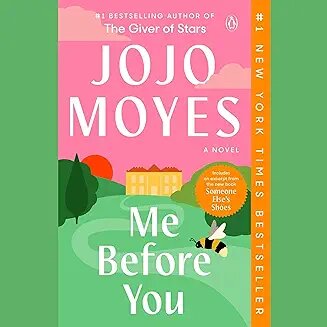 #1 BESTSELLING AUTHOR OF
The Giver of Stars
JOJO
MOYES
A NOVEL
Includes
an excerpt from
the new book
Someone
Else's
Shoes
Me
Before
You
#1 NEW YORK TIMES BESTSELLER